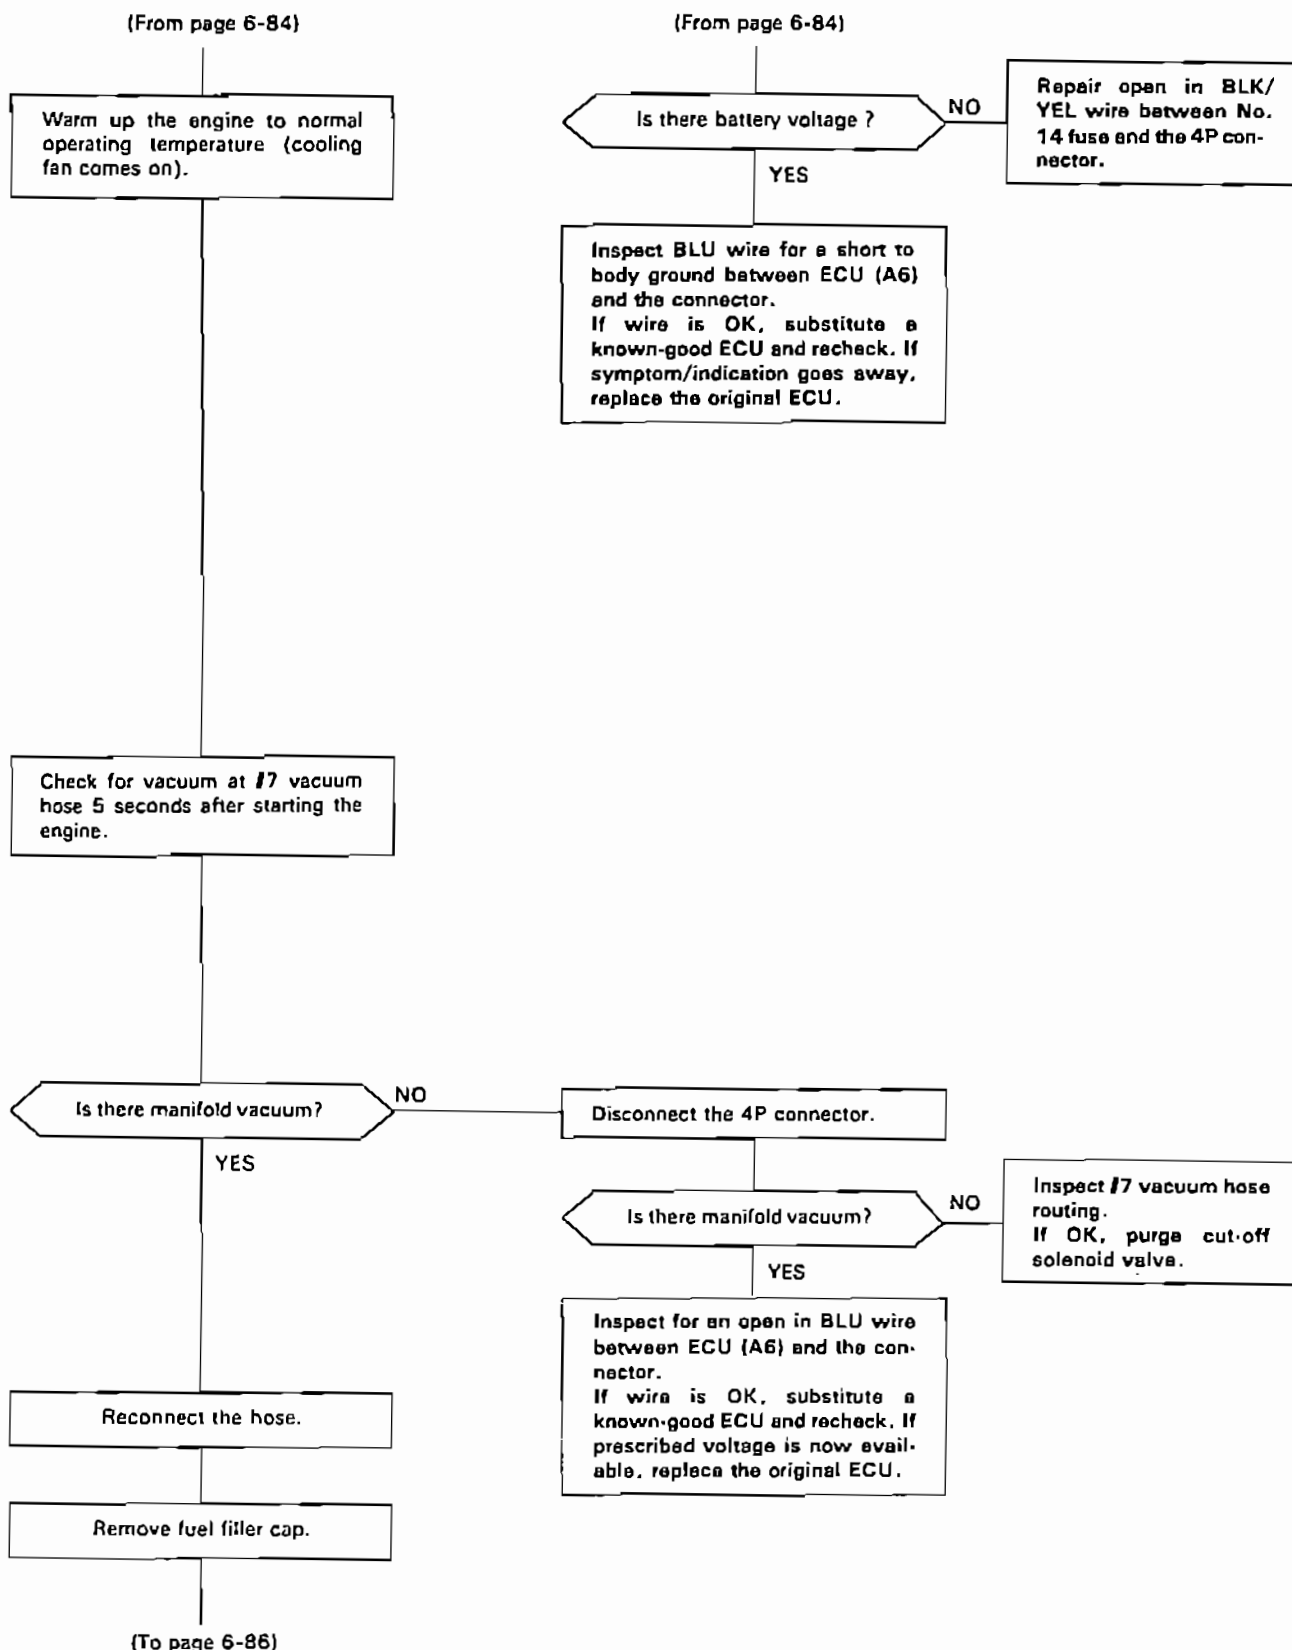 (From page 6-84)
Warm up the engine to normal
operating temperature (cooling
fan comes on).
Check for vacuum at #7 vacuum
hose 5 seconds after starting the
engine.
Is there manifold vacuum?
NO
YES
Reconnect the hose.
Remove fuel filler cap.
(To page 6-86)
(From page 6-84)
Is there battery voltage ?
NO
YES
Repair open in BLK/
YEL wire between No.
14 fuse and the 4P con-
nector.
Inspect BLU wire for a short to
body ground between ECU (A6)
and the connector.
If wire is OK, substitute a
known-good ECU and recheck. If
symptom/indication goes away,
replace the original ECU.
Disconnect the 4P connector.
Is there manifold vacuum?
NO
YES
Inspect #7 vacuum hose
routing.
If OK, purge cut-off
solenoid valve.
Inspect for an open in BLU wire
between ECU (A6) and the con-
nector.
If wire is OK, substitute a
known-good ECU and recheck. If
prescribed voltage is now avail-
able, replace the original ECU.